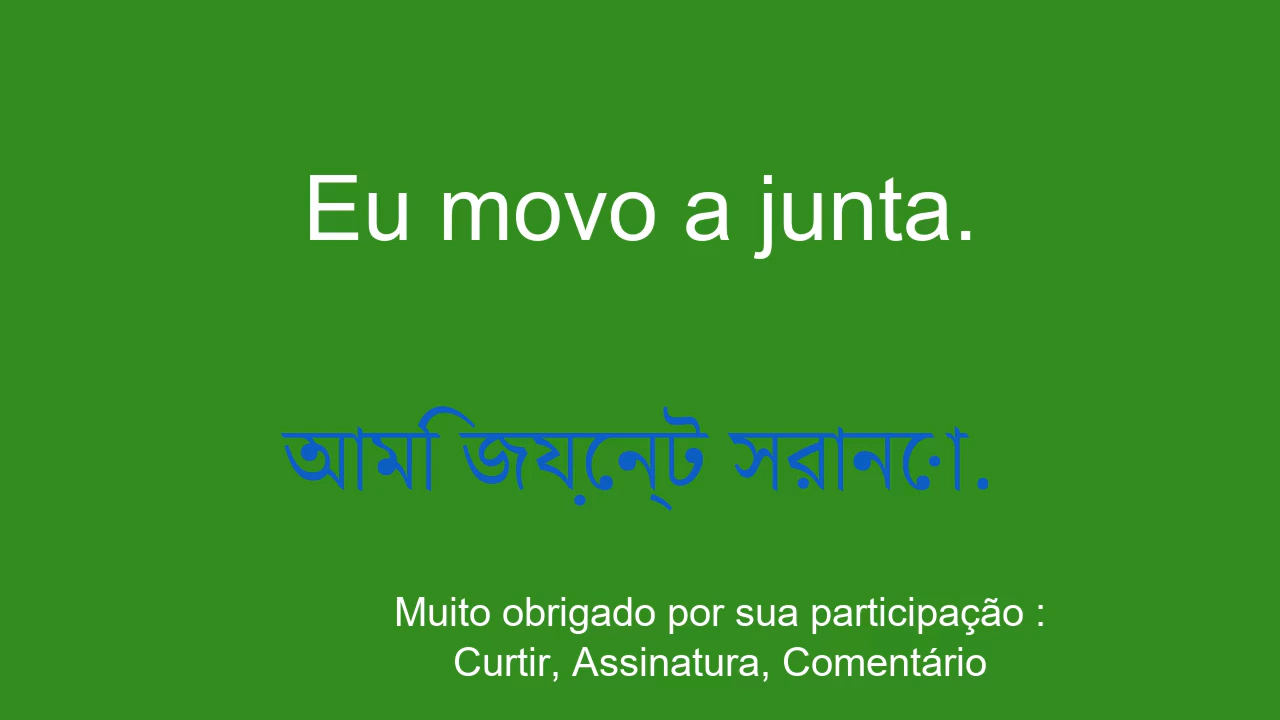 Eu movo a junta.
আমি জয়েন্ট সরানো.
Muito obrigado por sua participação :
Curtir, Assinatura, Comentário